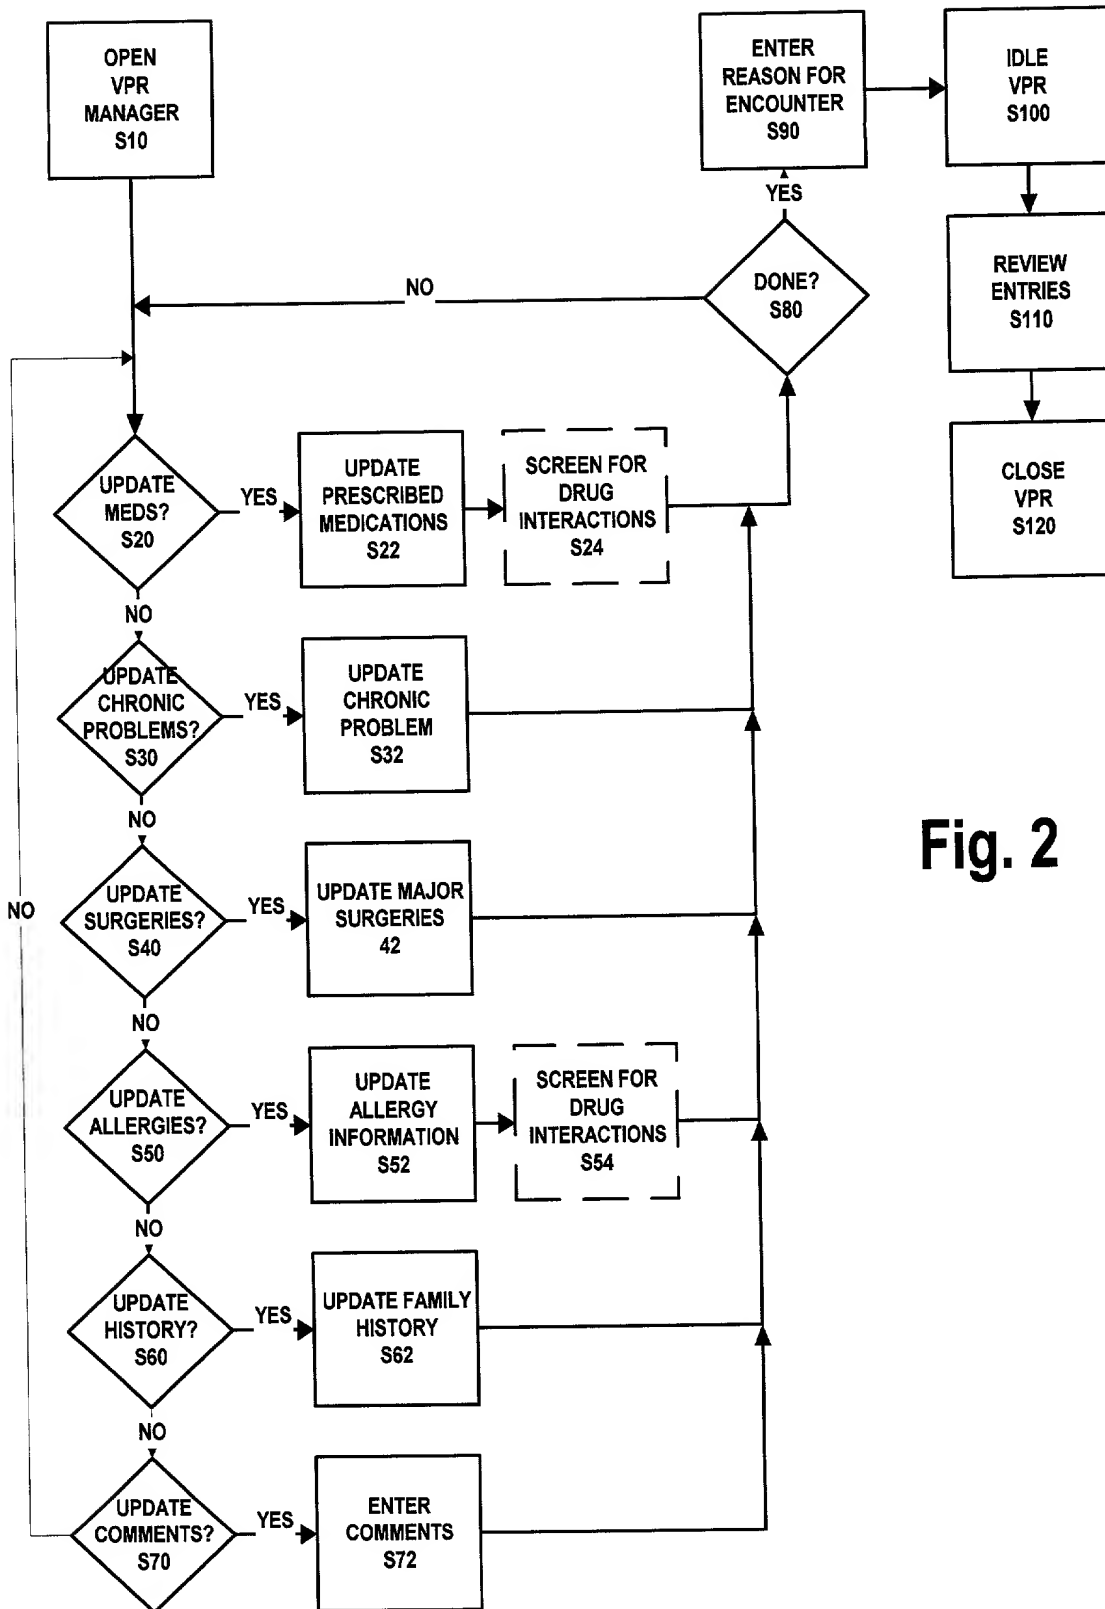 OPEN
VPR
MANAGER
S10
ENTER
REASON FOR
ENCOUNTER
S90
IDLE
VPR
S100
YES
REVIEW
ENTRIES
S110
DONE?
S80
NO
CLOSE
VPR
S120
UPDATE
MEDS?
S20
YES
UPDATE
PRESCRIBED
MEDICATIONS
S22
SCREEN FOR
DRUG
INTERACTIONS
S24
NO
UPDATE
CHRONIC
PROBLEMS?
S30
YES
UPDATE
CHRONIC
PROBLEM
S32
NO
Fig. 2
UPDATE
SURGERIES?
S40
YES
UPDATE MAJOR
SURGERIES
42
NO
NO
UPDATE
ALLERGIES?
S50
YES
UPDATE
ALLERGY
INFORMATION
S52
SCREEN FOR
DRUG
INTERACTIONS
S54
NO
UPDATE
HISTORY?
S60
YES
UPDATE FAMILY
HISTORY
S62
NO
UPDATE
COMMENTS?
S70
YES
ENTER
COMMENTS
S72